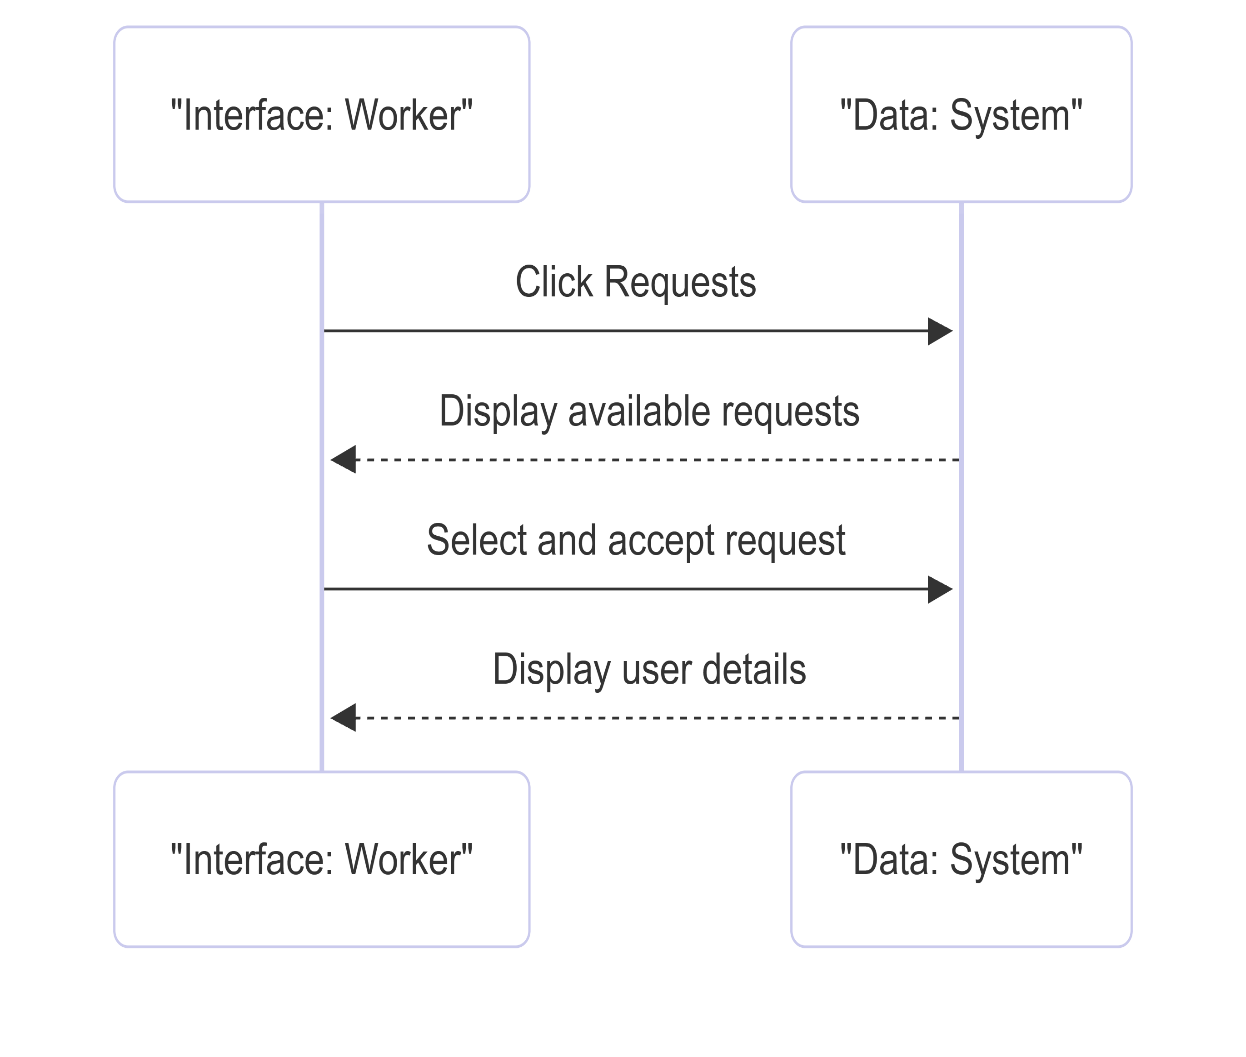 "Interface: Worker"
"Data: System"
Click Requests
Display available requests
Select and accept request
Display user details
"Interface: Worker"
"Data: System"